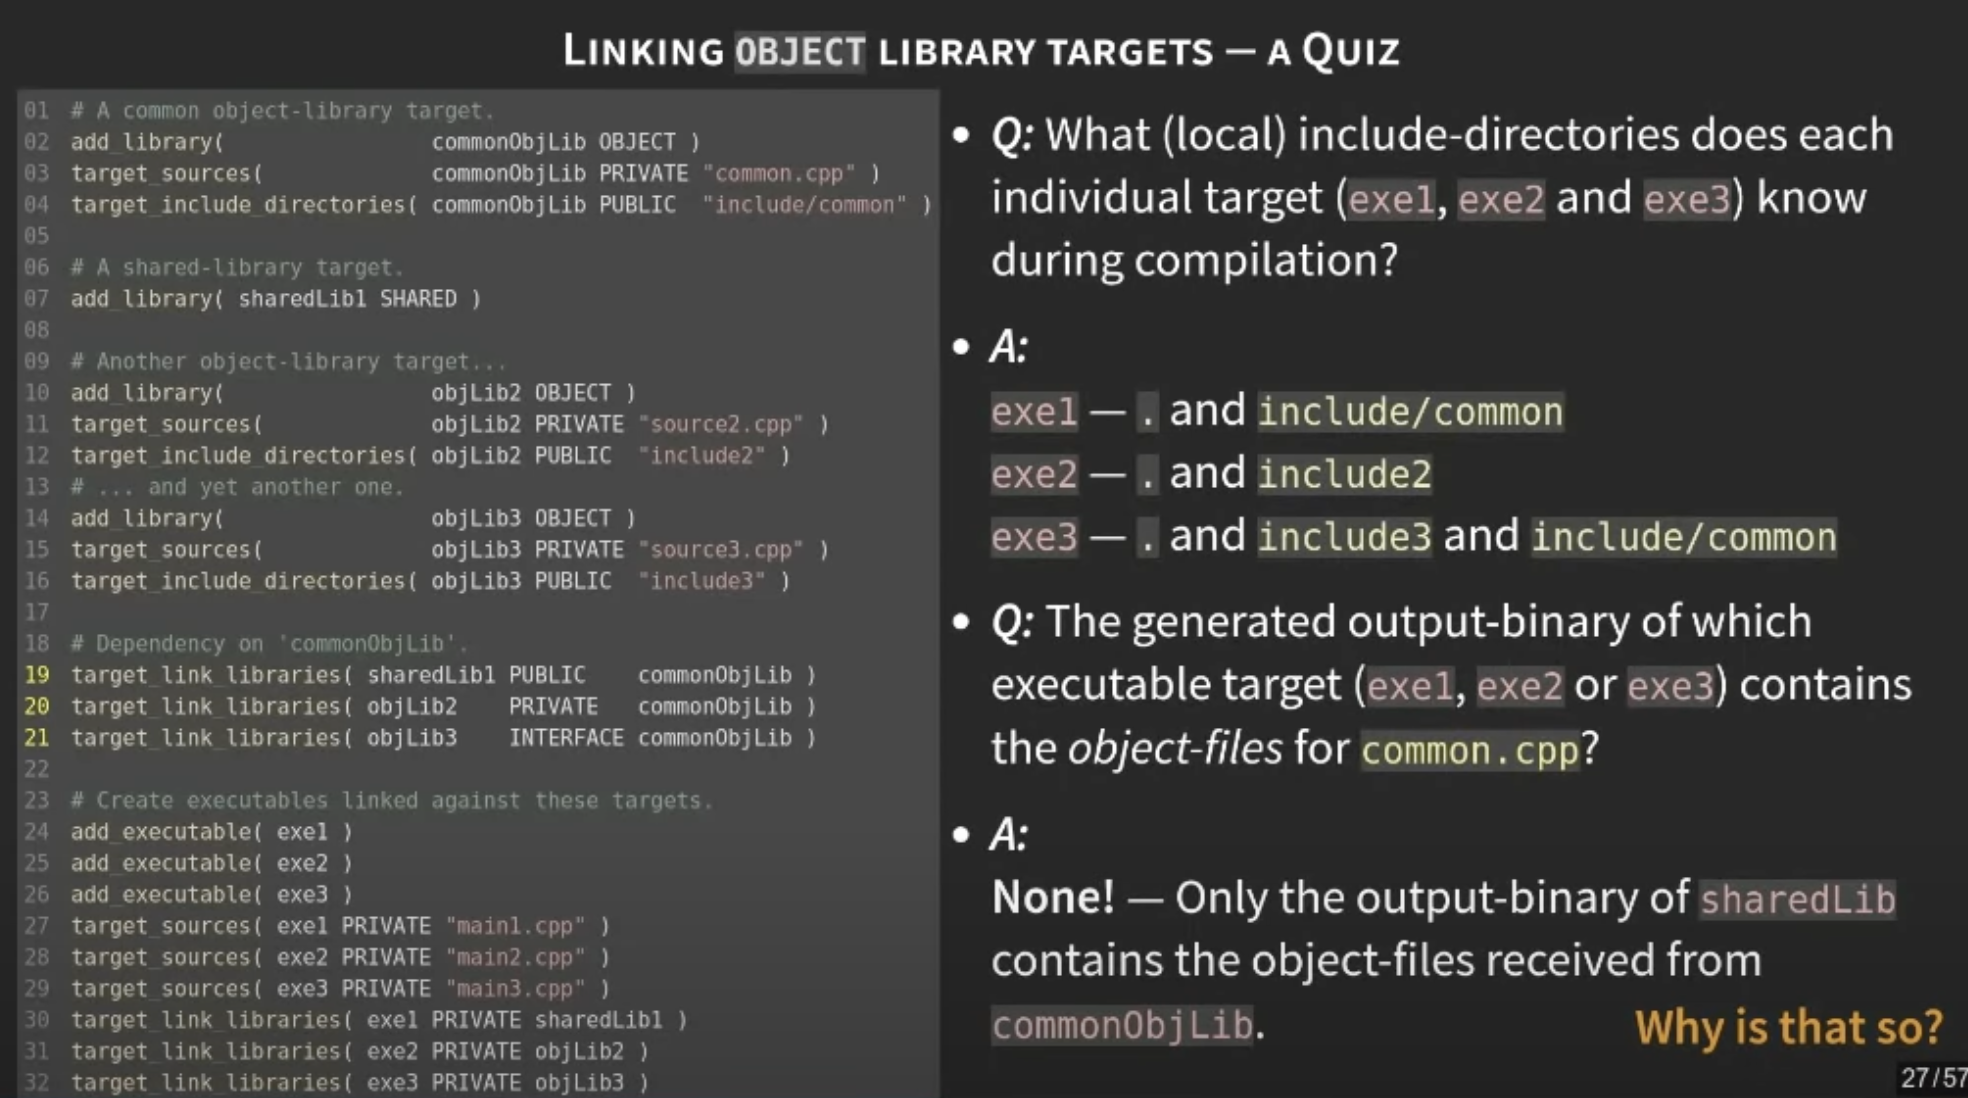 LINKING OBJECT LIBRARY TARGETS — A QUIZ
01 # A common object-library target.
02 add_library( commonObjLib OBJECT )
03 target_sources( commonObjLib PRIVATE "common.cpp" )
04 target_include_directories( commonObjLib PUBLIC "include/common" )
05
06 # A shared-library target.
07 add_library( sharedLib1 SHARED )
08
09 # Another object-library target...
10 add_library( objLib2 OBJECT )
11 target_sources( objLib2 PRIVATE "source2.cpp" )
12 target_include_directories( objLib2 PUBLIC "include2" )
13 # ... and yet another one.
14 add_library( objLib3 OBJECT )
15 target_sources( objLib3 PRIVATE "source3.cpp" )
16 target_include_directories( objLib3 PUBLIC "include3" )
17
18 # Dependency on 'commonObjLib'.
19 target_link_libraries( sharedLib1 PUBLIC commonObjLib )
20 target_link_libraries( objLib2 PRIVATE commonObjLib )
21 target_link_libraries( objLib3 INTERFACE commonObjLib )
22
23 # Create executables linked against these targets.
24 add_executable( exe1 )
25 add_executable( exe2 )
26 add_executable( exe3 )
27 target_sources( exe1 PRIVATE "main1.cpp" )
28 target_sources( exe2 PRIVATE "main2.cpp" )
29 target_sources( exe3 PRIVATE "main3.cpp" )
30 target_link_libraries( exe1 PRIVATE sharedLib1 )
31 target_link_libraries( exe2 PRIVATE objLib2 )
32 target_link_libraries( exe3 PRIVATE objLib3 )
• Q: What (local) include-directories does each
individual target (exe1, exe2 and exe3) know
during compilation?
• A:
exe1 — . and include/common
exe2 — . and include2
exe3 — . and include3 and include/common
• Q: The generated output-binary of which
executable target (exe1, exe2 or exe3) contains
the object-files for common.cpp?
• A:
None! — Only the output-binary of sharedLib
contains the object-files received from
commonObjLib.
Why is that so?
27/57